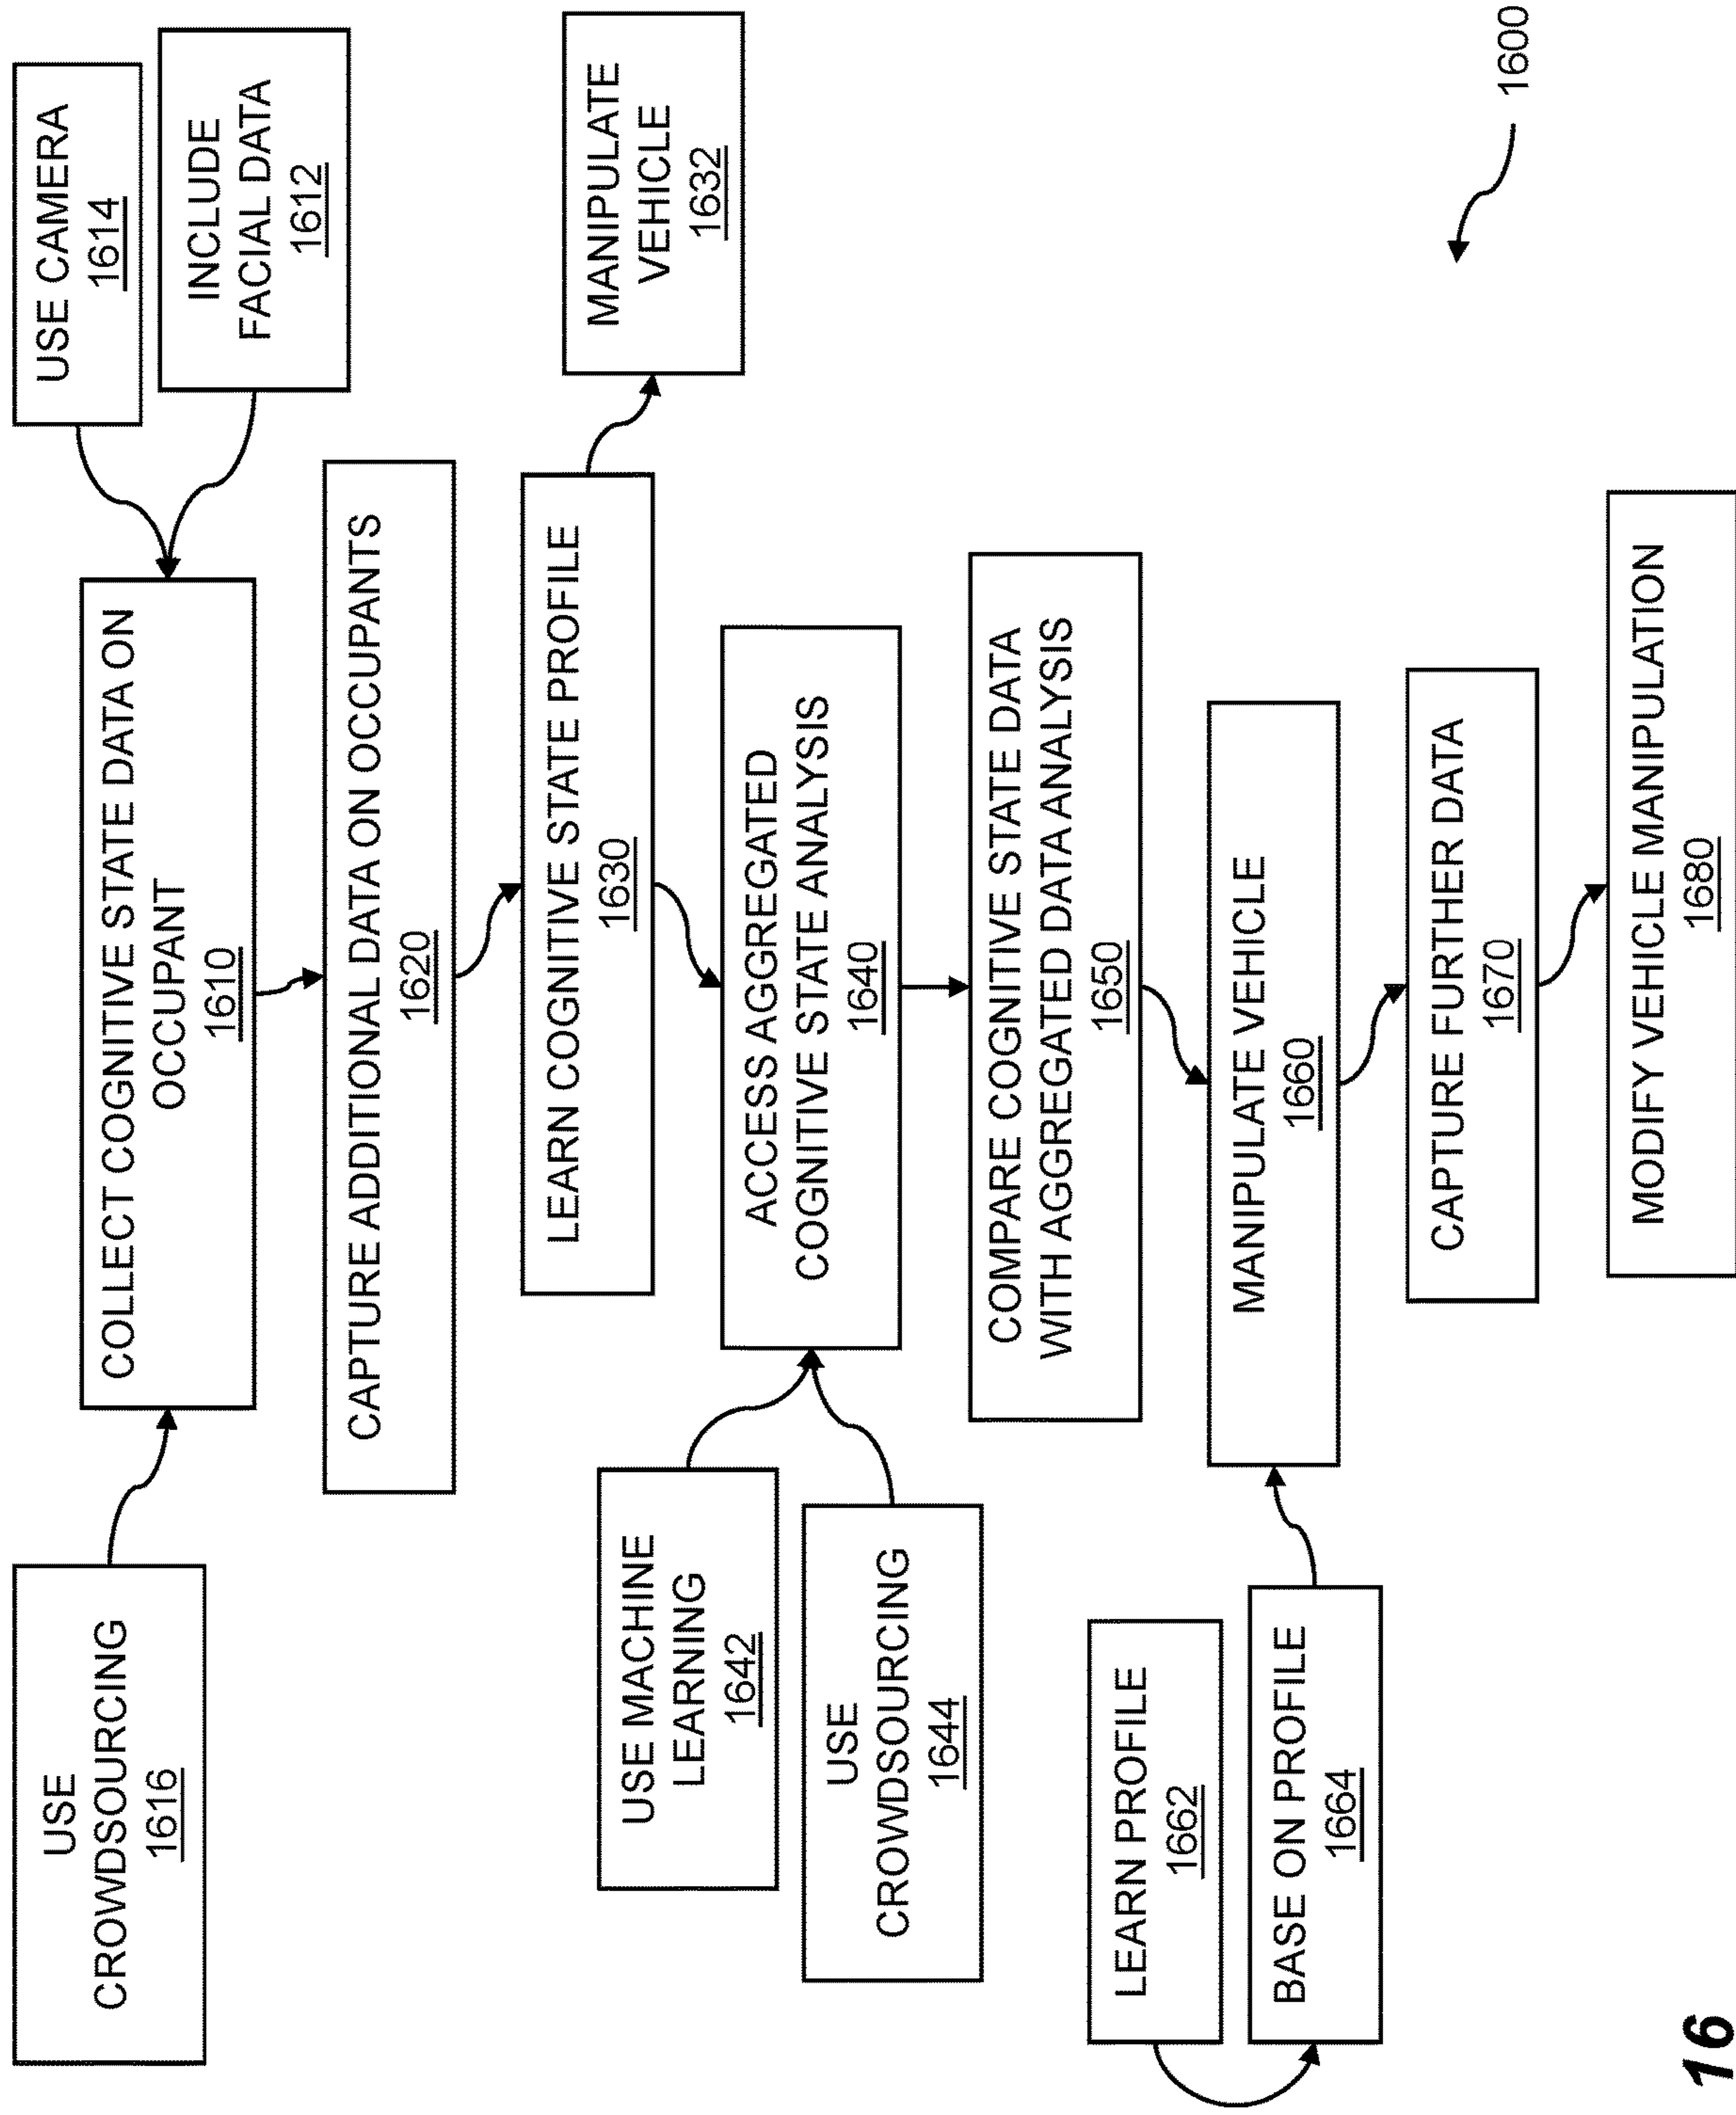 USE
CROWDSOURCING
1616
COLLECT COGNITIVE STATE DATA ON
OCCUPANT
1610
USE CAMERA
1614
INCLUDE
FACIAL DATA
1612
CAPTURE ADDITIONAL DATA ON OCCUPANTS
1620
LEARN COGNITIVE STATE PROFILE
1630
MANIPULATE
VEHICLE
1632
USE MACHINE
LEARNING
1642
USE
CROWDSOURCING
1644
ACCESS AGGREGATED
COGNITIVE STATE ANALYSIS
1640
COMPARE COGNITIVE STATE DATA
WITH AGGREGATED DATA ANALYSIS
1650
LEARN PROFILE
1662
BASE ON PROFILE
1664
MANIPULATE VEHICLE
1660
CAPTURE FURTHER DATA
1670
MODIFY VEHICLE MANIPULATION
1680
1600
16